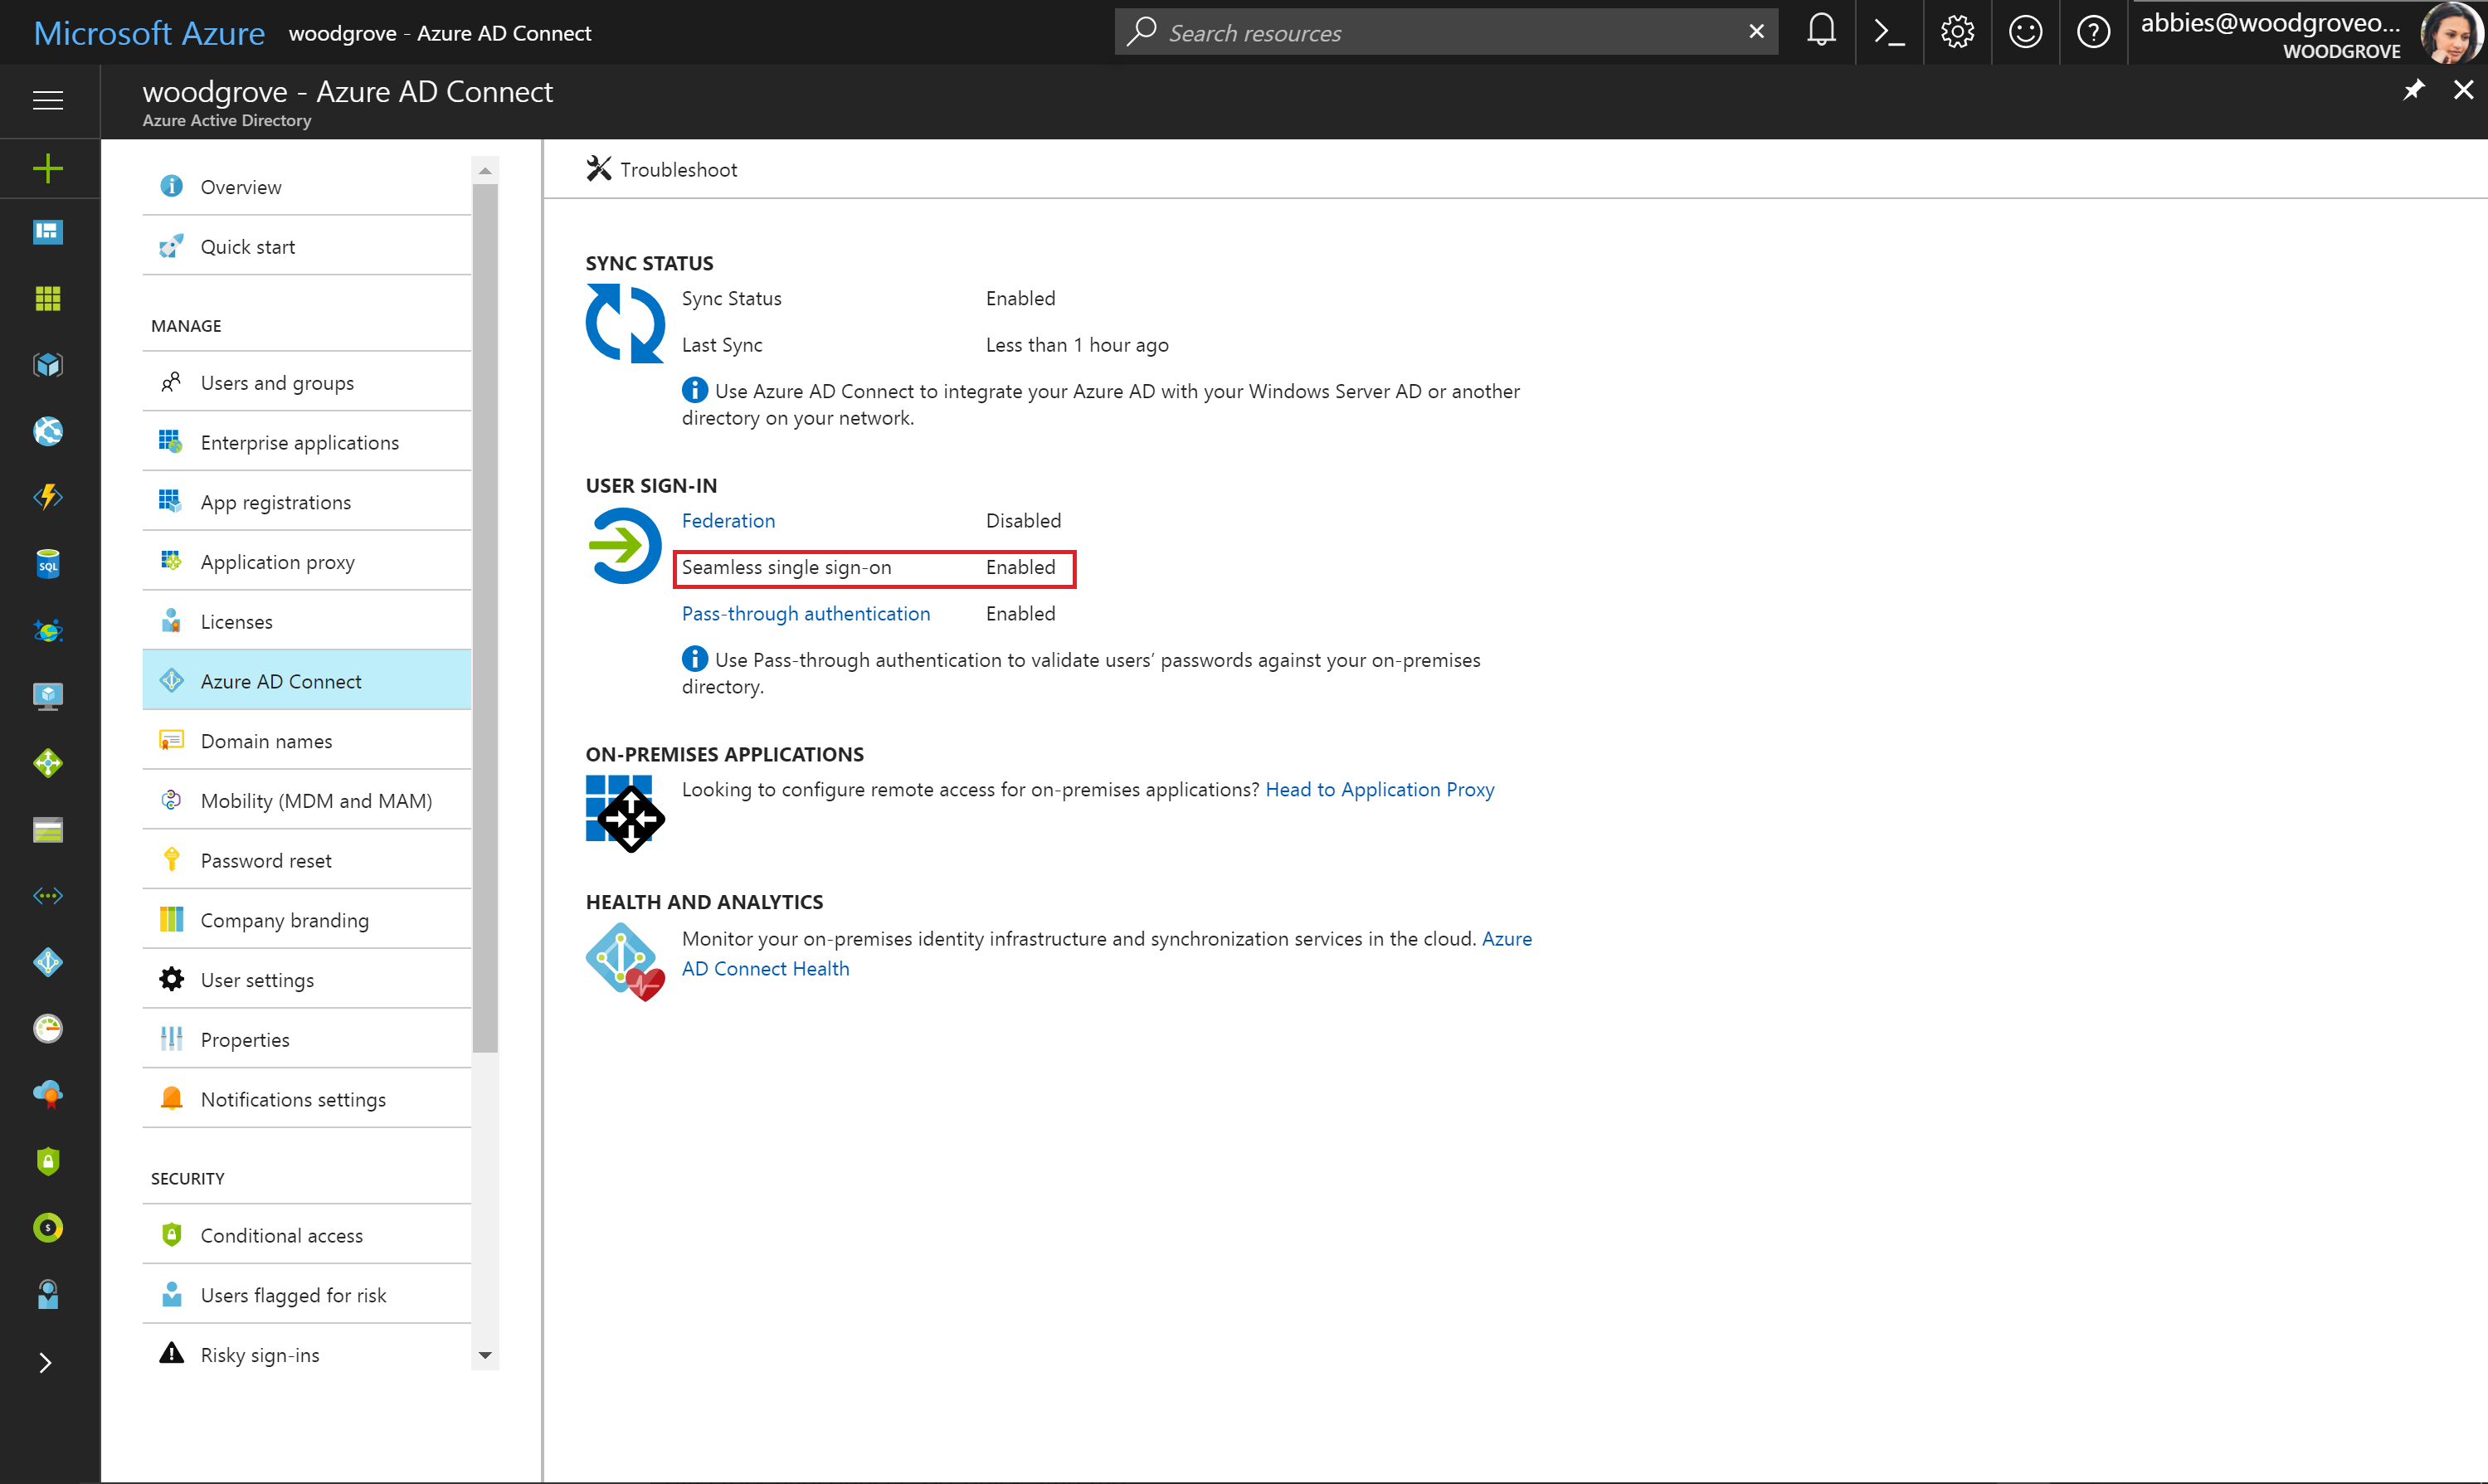 Microsoft Azure woodgrove - Azure AD Connect
Search resources
abbies@woodgroveo...
WOODGROVE
woodgrove - Azure AD Connect
Azure Active Directory
Overview
Quick start
MANAGE
Users and groups
Enterprise applications
App registrations
Application proxy
Licenses
Azure AD Connect
Domain names
Mobility (MDM and MAM)
Password reset
Company branding
User settings
Properties
Notifications settings
SECURITY
Conditional access
Users flagged for risk
Risky sign-ins
SQL
Troubleshoot
SYNC STATUS
Sync Status Enabled
Last Sync Less than 1 hour ago
Use Azure AD Connect to integrate your Azure AD with your Windows Server AD or another
directory on your network.
USER SIGN-IN
Federation Disabled
Seamless single sign-on Enabled
Pass-through authentication Enabled
Use Pass-through authentication to validate users’ passwords against your on-premises
directory.
ON-PREMISES APPLICATIONS
Looking to configure remote access for on-premises applications? Head to Application Proxy
HEALTH AND ANALYTICS
Monitor your on-premises identity infrastructure and synchronization services in the cloud. Azure
AD Connect Health